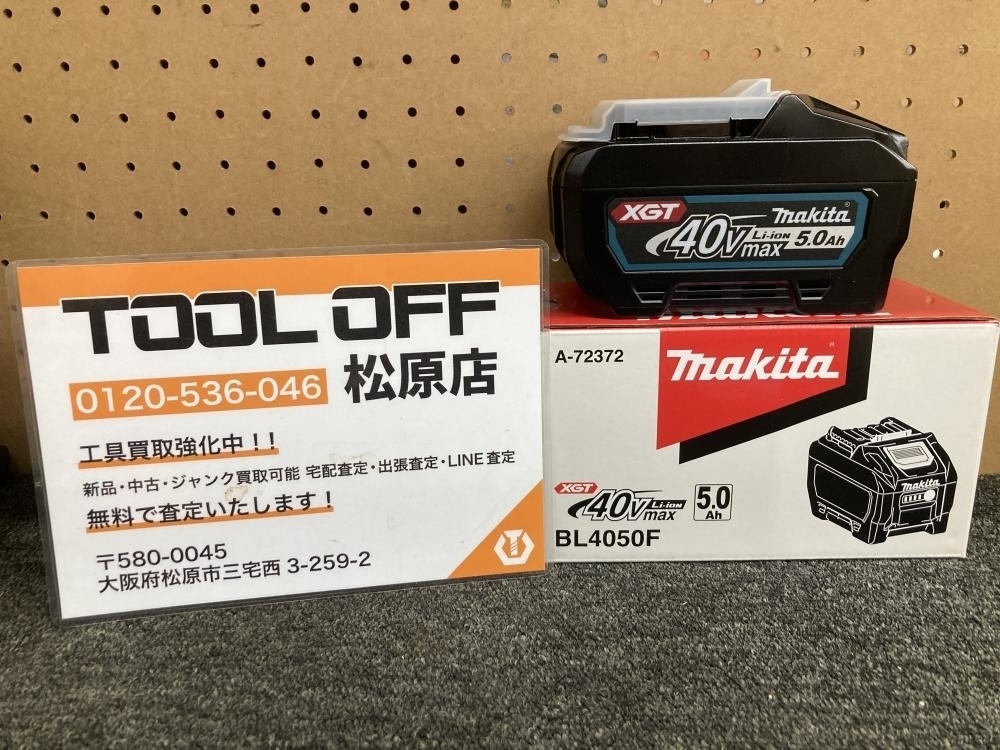 TOOL OFF
0120-536-046 松原店
工具買取強化中！！
新品・中古・ジャンク買取可能 宅配査定・出張査定・LINE査定
無料で査定いたします！
〒580-0045
大阪府松原市三宅西 3-259-2
XGT
makita®
40Vmax Li-ion 5.0Ah
A-72372
makita
makita
XGT
40Vmax Li-ion 5.0 Ah
BL4050F